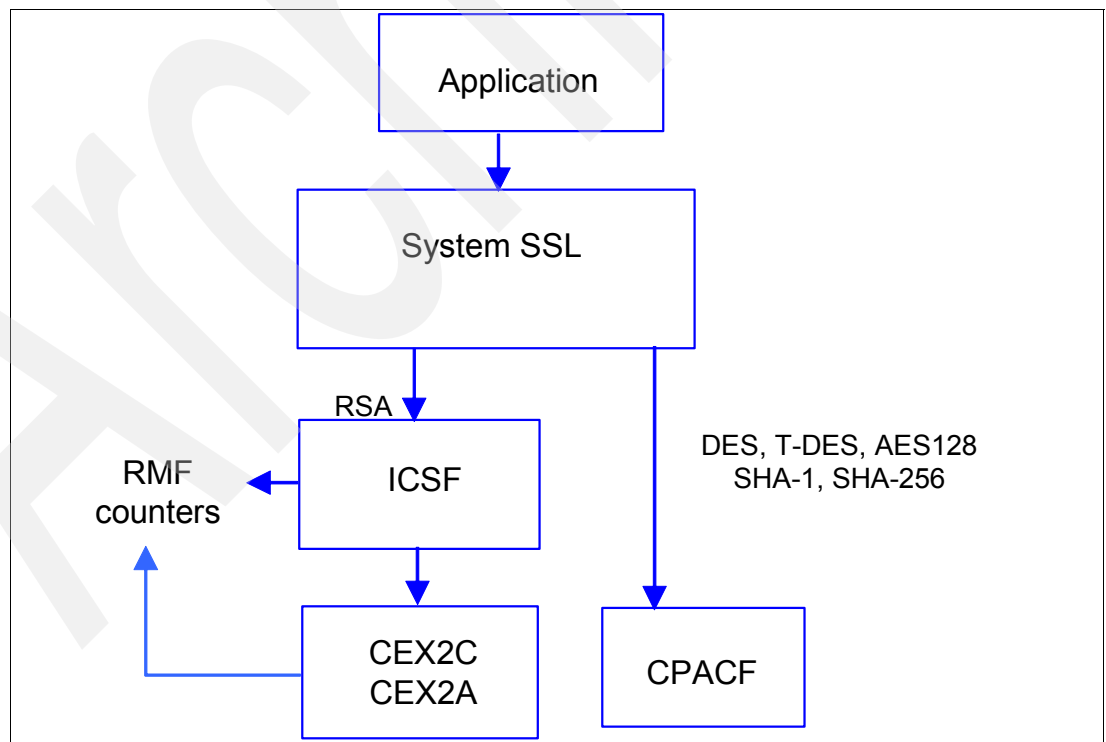 Application
System SSL
RSA
ICSF
DES, T-DES, AES128
SHA-1, SHA-256
RMF
counters
CEX2C
CEX2A
CPACF